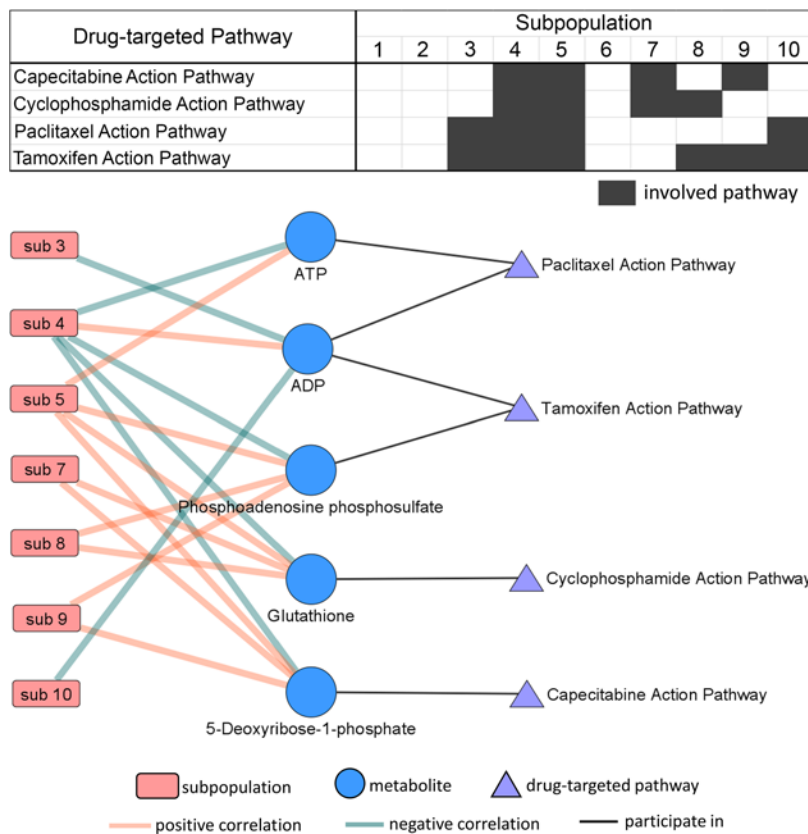 Drug-targeted Pathway
Subpopulation
1 2 3 4 5 6 7 8 9 10
Capecitabine Action Pathway
Cyclophosphamide Action Pathway
Paclitaxel Action Pathway
Tamoxifen Action Pathway
involved pathway
sub 3
ATP
Paclitaxel Action Pathway
sub 4
ADP
sub 5
Tamoxifen Action Pathway
sub 7
Phosphoadenosine phosphosulfate
sub 8
Glutathione
Cyclophosphamide Action Pathway
sub 9
sub 10
5-Deoxyribose-1-phosphate
Capecitabine Action Pathway
subpopulation
metabolite
drug-targeted pathway
positive correlation
negative correlation
participate in